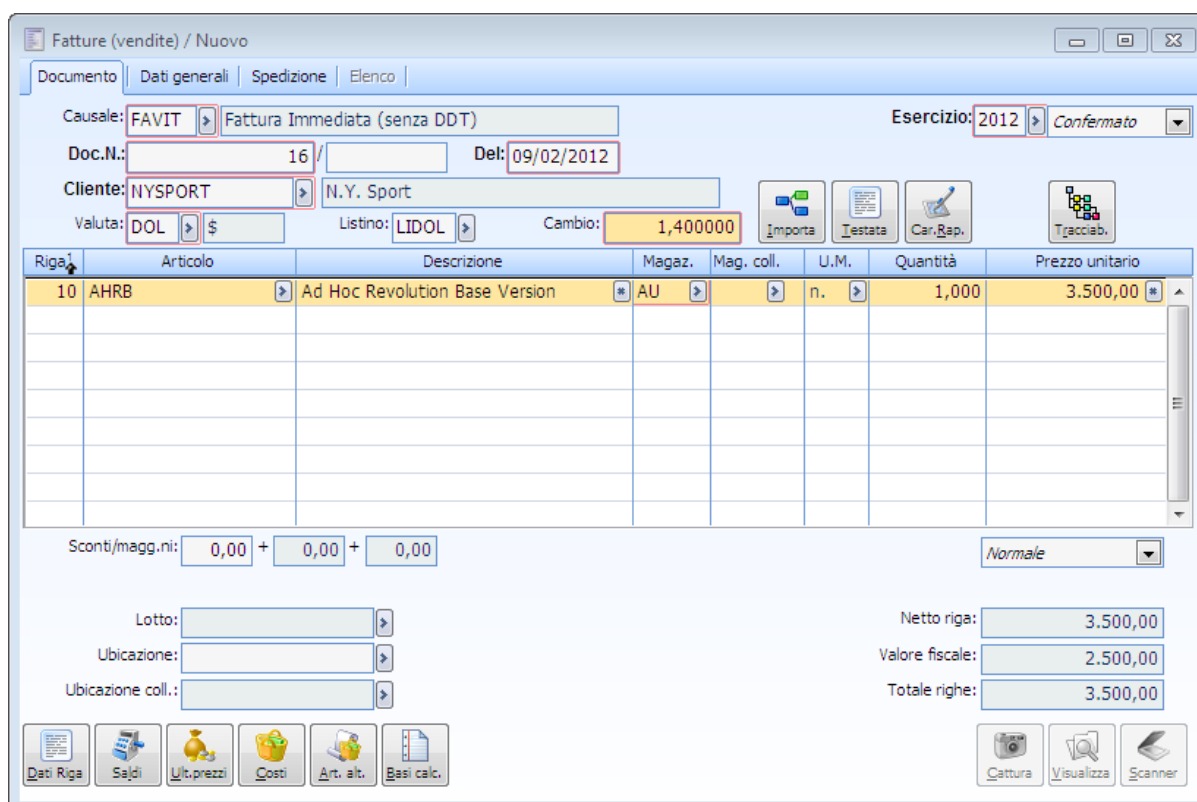 Fatture (vendite) / Nuovo
Documento Dati generali Spedizione Elenco
Causale: FAVIT Fattura Immediata (senza DDT) Esercizio: 2012 Confermato
Doc.N.: 16 / Del: 09/02/2012
Cliente: NYSPORT N.Y. Sport
Valuta: DOL $ Listino: LIDOL Cambio: 1,400000 Importa Testata Car.Rap. Tracciab.
Riga Articolo Descrizione Magaz. Mag. coll. U.M. Quantità Prezzo unitario
10 AHRB Ad Hoc Revolution Base Version AU n. 1,000 3.500,00
Sconti/magg.ni: 0,00 + 0,00 + 0,00 Normale
Lotto: Netto riga: 3.500,00
Ubicazione: Valore fiscale: 2.500,00
Ubicazione coll.: Totale righe: 3.500,00
Dati Riga Saldi Ult.prezzi Costi Art. alt. Basi calc. Cattura Visualizza Scanner